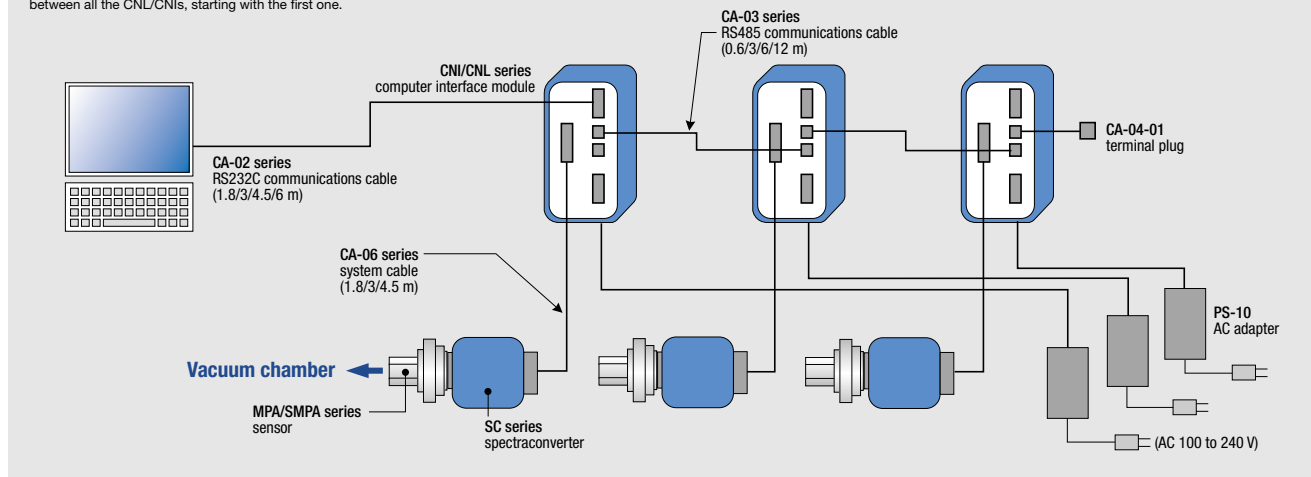 between all the CNL/CNIs, starting with the first one.
CA-03 series
RS485 communications cable
(0.6/3/6/12 m)
CNI/CNL series
computer interface module
CA-04-01
terminal plug
CA-02 series
RS232C communications cable
(1.8/3/4.5/6 m)
CA-06 series
system cable
(1.8/3/4.5 m)
PS-10
AC adapter
Vacuum chamber
MPA/SMPA series
sensor
SC series
spectraconverter
(AC 100 to 240 V)